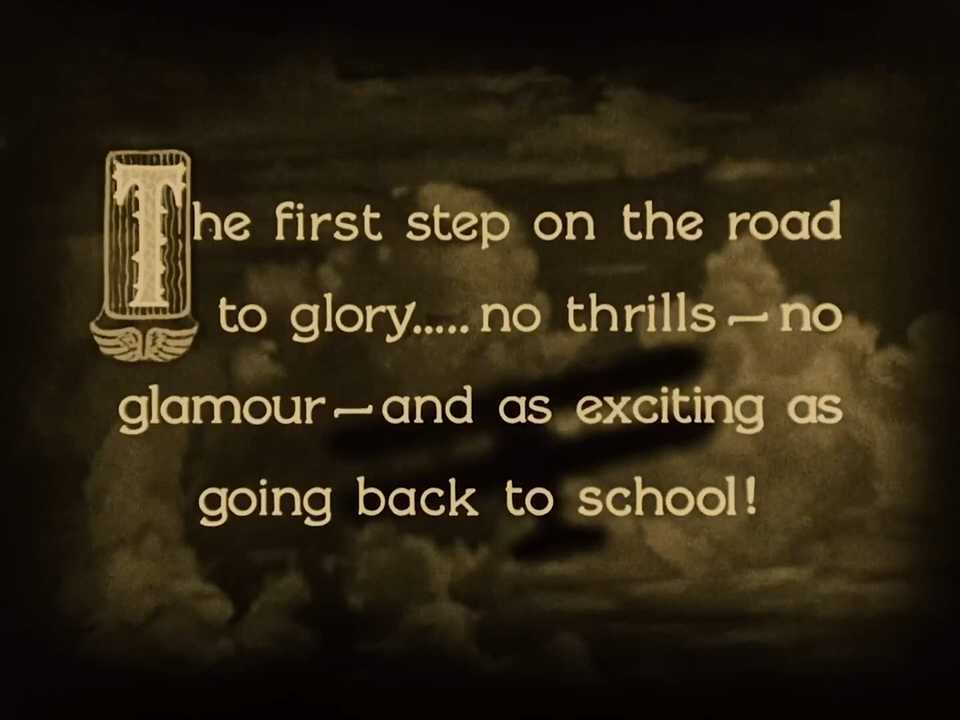 The first step on the road
to glory..... no thrills — no
glamour — and as exciting as
going back to school!